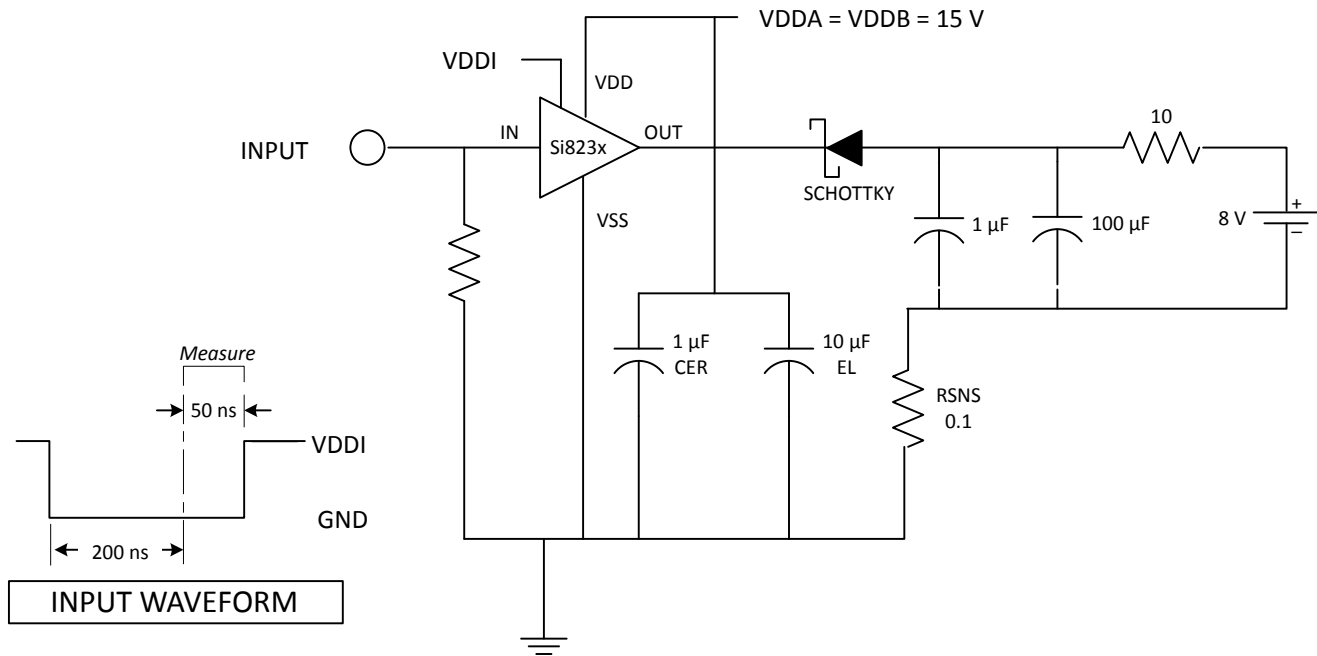 VDDA = VDDB = 15 V
VDDI
VDD
10
INPUT
IN
Si823x
OUT
SCHOTTKY
VSS
1 µF
100 µF
8 V
+
–
1 µF
CER
10 µF
EL
RSNS
0.1
Measure
50 ns
VDDI
GND
200 ns
INPUT WAVEFORM